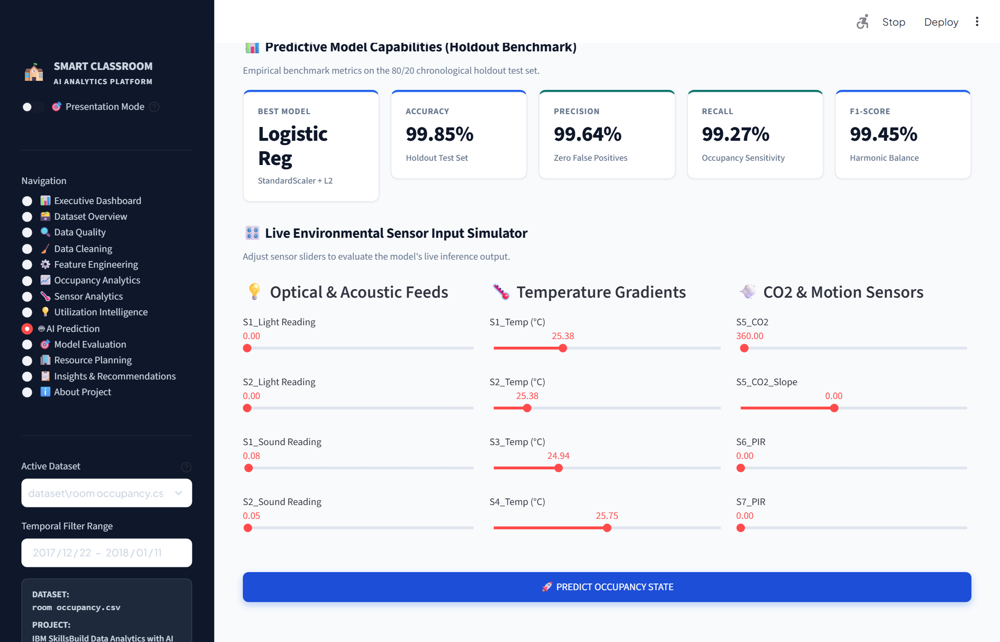 SMART CLASSROOM
AI ANALYTICS PLATFORM
Presentation Mode
Navigation
Executive Dashboard
Dataset Overview
Data Quality
Data Cleaning
Feature Engineering
Occupancy Analytics
Sensor Analytics
Utilization Intelligence
AI Prediction
Model Evaluation
Resource Planning
Insights & Recommendations
About Project
Active Dataset
dataset\room occupancy.cs
Temporal Filter Range
2017/12/22 – 2018/01/11
DATASET:
room occupancy.csv
PROJECT:
IBM SkillsBuild Data Analytics with AI
Stop
Deploy
Predictive Model Capabilities (Holdout Benchmark)
Empirical benchmark metrics on the 80/20 chronological holdout test set.
BEST MODEL
Logistic
Reg
StandardScaler + L2
ACCURACY
99.85%
Holdout Test Set
PRECISION
99.64%
Zero False Positives
RECALL
99.27%
Occupancy Sensitivity
F1-SCORE
99.45%
Harmonic Balance
Live Environmental Sensor Input Simulator
Adjust sensor sliders to evaluate the model's live inference output.
Optical & Acoustic Feeds
S1_Light Reading
0.00
S2_Light Reading
0.00
S1_Sound Reading
0.08
S2_Sound Reading
0.05
Temperature Gradients
S1_Temp (°C)
25.38
S2_Temp (°C)
25.38
S3_Temp (°C)
24.94
S4_Temp (°C)
25.75
CO2 & Motion Sensors
S5_CO2
360.00
S5_CO2_Slope
0.00
S6_PIR
0.00
S7_PIR
0.00
PREDICT OCCUPANCY STATE